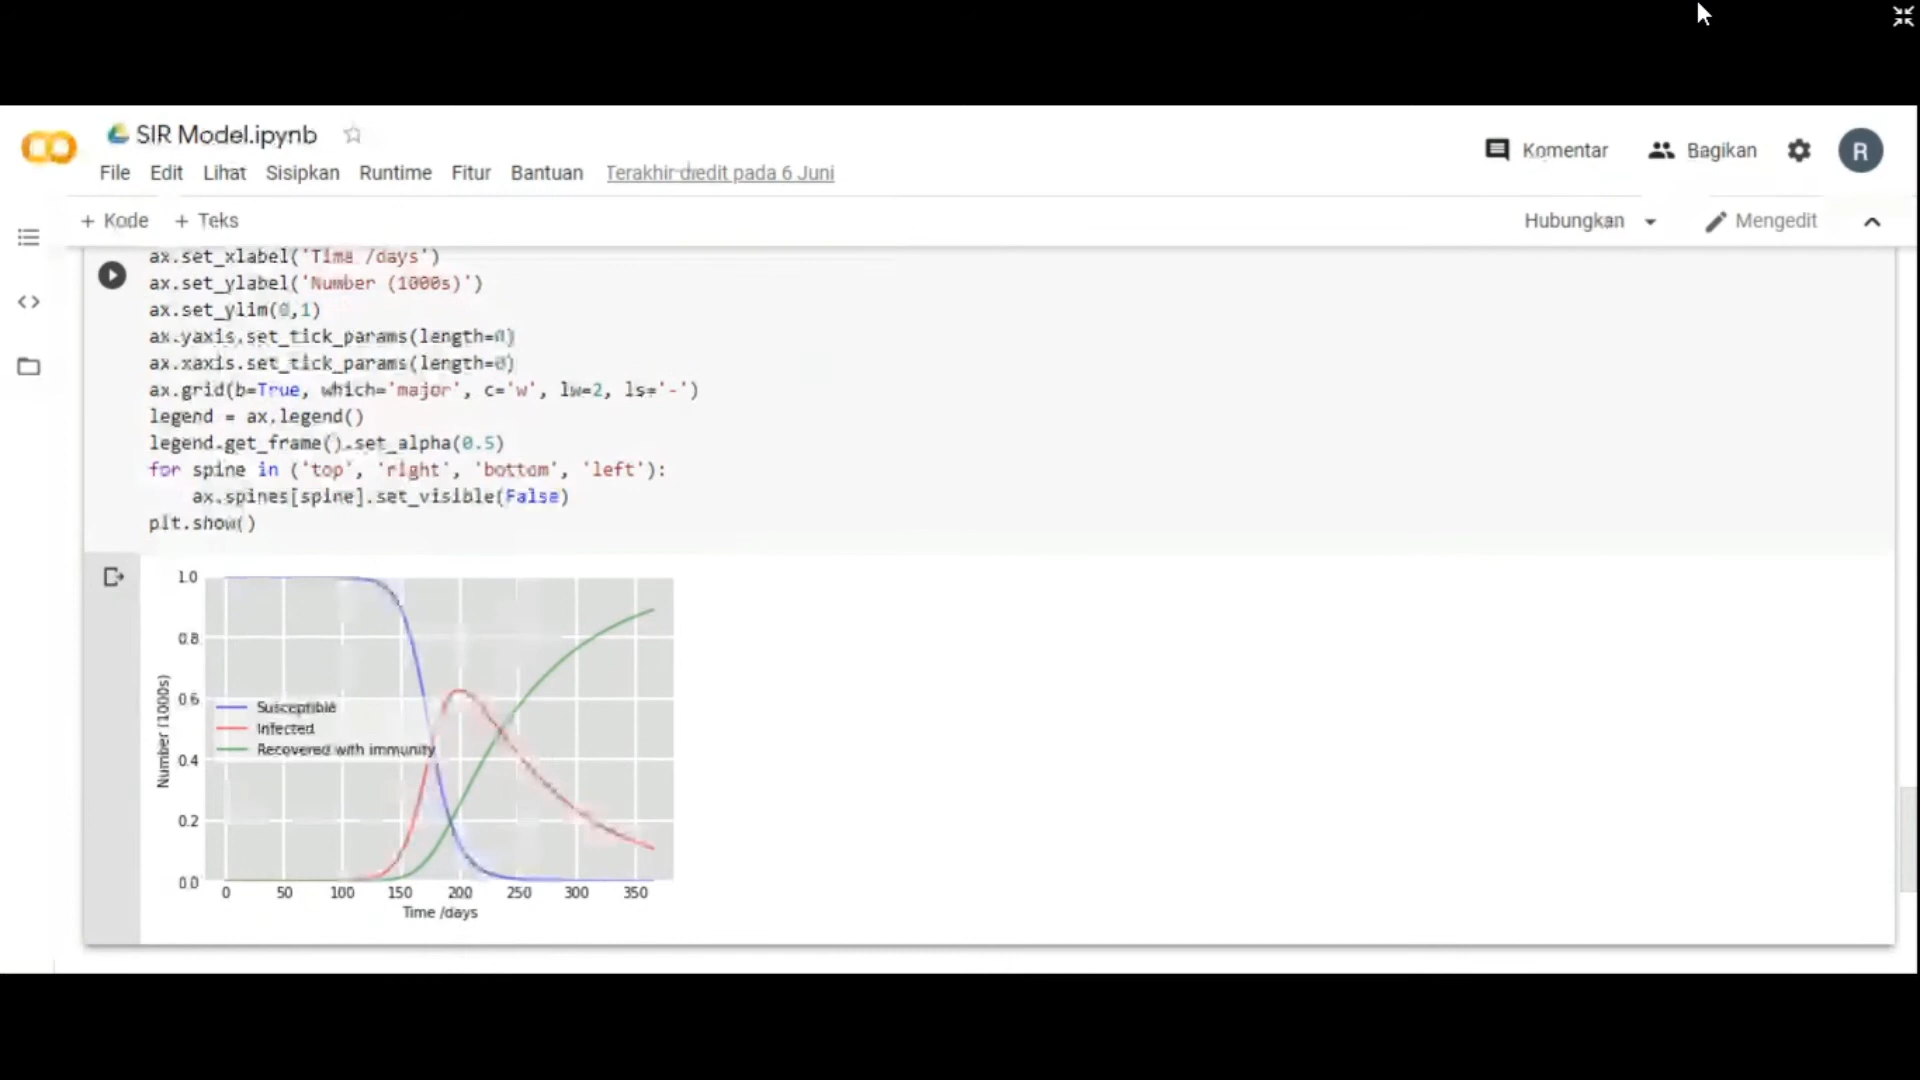 SIR Model.ipynb
Komentar
Bagikan
R
File Edit Lihat Sisipkan Runtime Fitur Bantuan Terakhir diedit pada 6 Juni
+ Kode + Teks
Hubungkan
Mengedit
ax.set_xlabel('Time /days')
ax.set_ylabel('Number (1000s)')
ax.set_ylim(0,1)
ax.yaxis.set_tick_params(length=0)
ax.xaxis.set_tick_params(length=0)
ax.grid(b=True, which='major', c='w', lw=2, ls='-')
legend = ax.legend()
legend.get_frame().set_alpha(0.5)
for spine in ('top', 'right', 'bottom', 'left'):
    ax.spines[spine].set_visible(False)
plt.show()
1.0
0.8
0.6
0.4
0.2
0.0
Number (1000s)
Susceptible
Infected
Recovered with immunity
0 50 100 150 200 250 300 350
Time /days